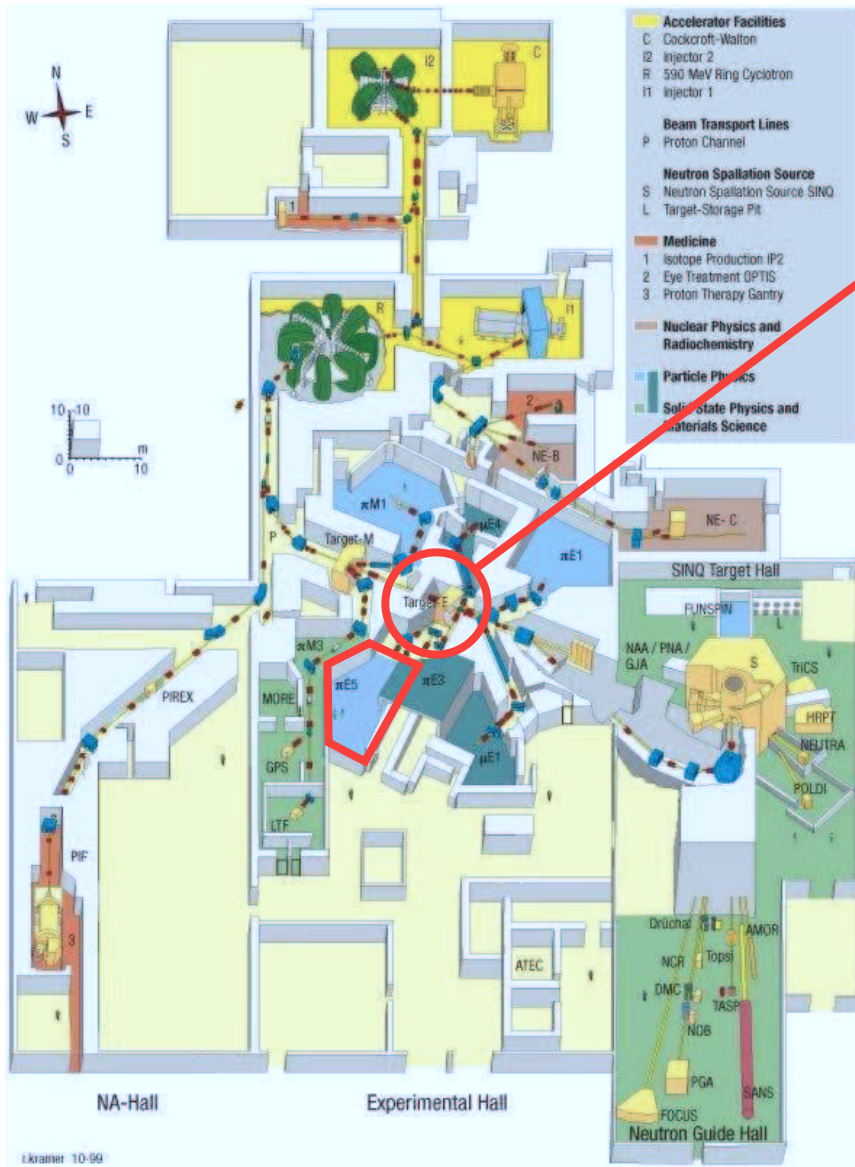 N
W E
S
I2
C
Accelerator Facilities
C Cockcroft-Walton
I2 Injector 2
R 590 MeV Ring Cyclotron
I1 Injector 1
Beam Transport Lines
P Proton Channel
Neutron Spallation Source
S Neutron Spallation Source SINQ
L Target-Storage Pit
Medicine
1 Isotope Production IP2
2 Eye Treatment OPTIS
3 Proton Therapy Gantry
Nuclear Physics and
Radiochemistry
Particle Physics
Solid State Physics and
Materials Science
1
R
I1
10 10
m
0
0 10
2
NE-B
πM1
μE4
NE-C
P
Target-M
πE1
SINQ Target Hall
Target-E
FUNSPIN
L
πM3
NAA / PNA /
GJA
S
TriCS
PIREX
MORE
πE5
πE3
HRPT
GPS
μE1
NEUTRA
POLDI
LTF
PIF
3
Drüchal
AMOR
NCR
Topsi
ATEC
DMC
TASP
NOB
PGA
SANS
FOCUS
NA-Hall
Experimental Hall
Neutron Guide Hall
r.kramer 10-99